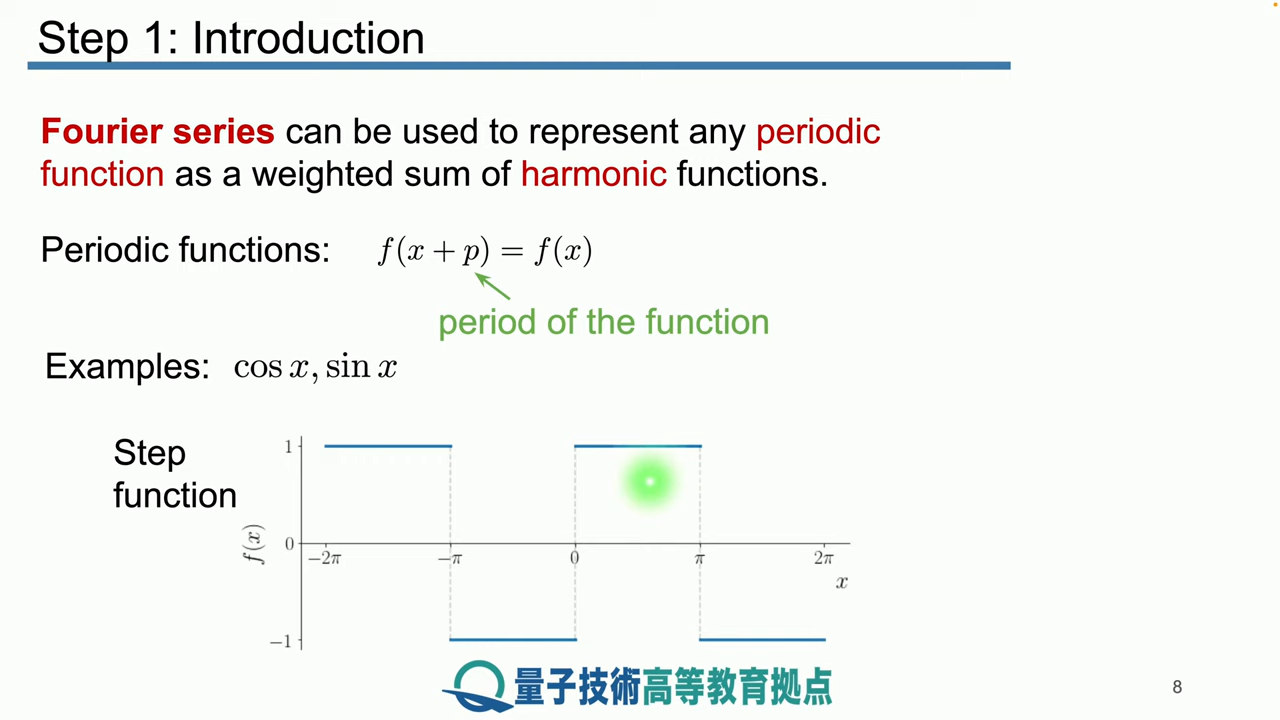 Step 1: Introduction
Fourier series can be used to represent any periodic
function as a weighted sum of harmonic functions.
Periodic functions: f(x + p) = f(x)
period of the function
Examples: cos x, sin x
Step
function
f(x)
1
0
−1
−2π −π 0 π 2π
x
量子技術高等教育拠点
8